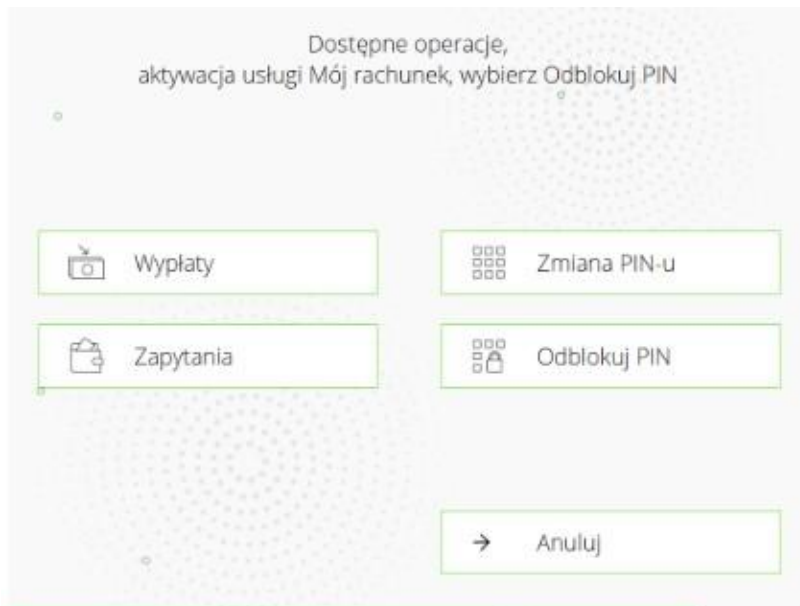 Dostępne operacje,
aktywacja usługi Mój rachunek, wybierz Odblokuj PIN
Wypłaty
Zmiana PIN-u
Zapytania
Odblokuj PIN
Anuluj